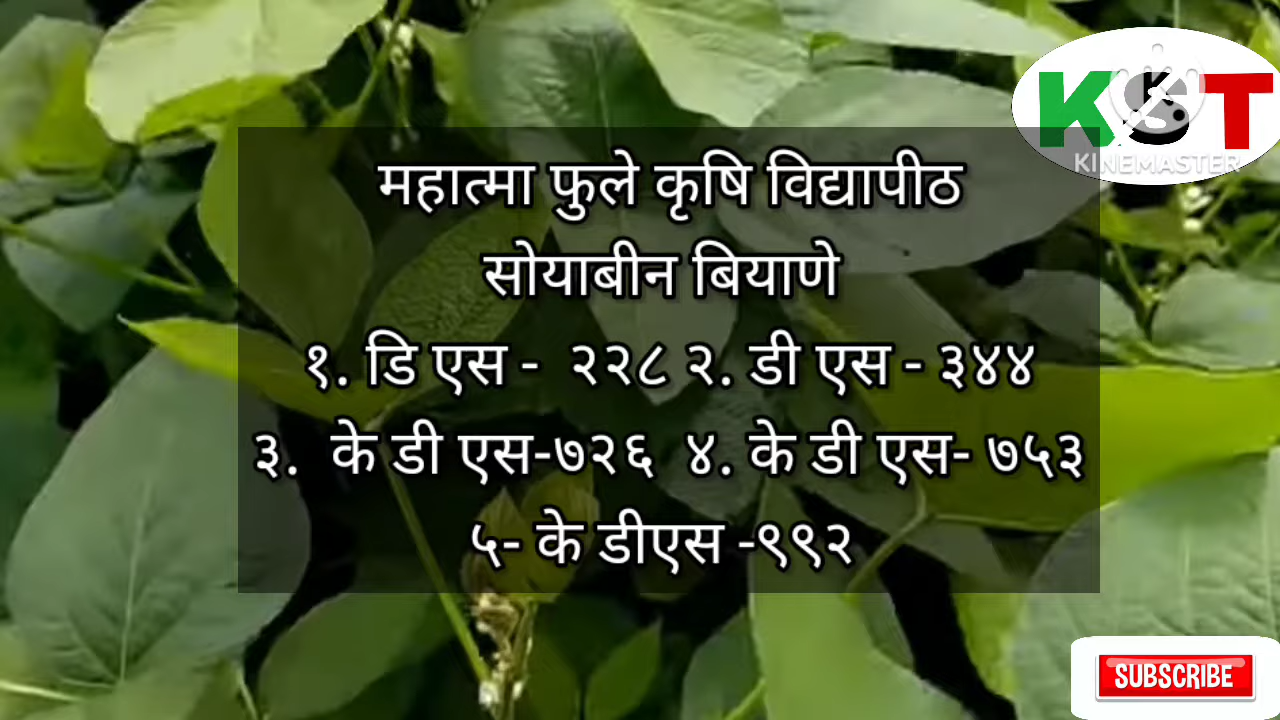 KST
KINEMASTER
महात्मा फुले कृषि विद्यापीठ
सोयाबीन बियाणे
१. डि एस - २२८ २. डी एस - ३४४
३. के डी एस-७२६ ४. के डी एस- ७५३
५- के डीएस -९९२
SUBSCRIBE